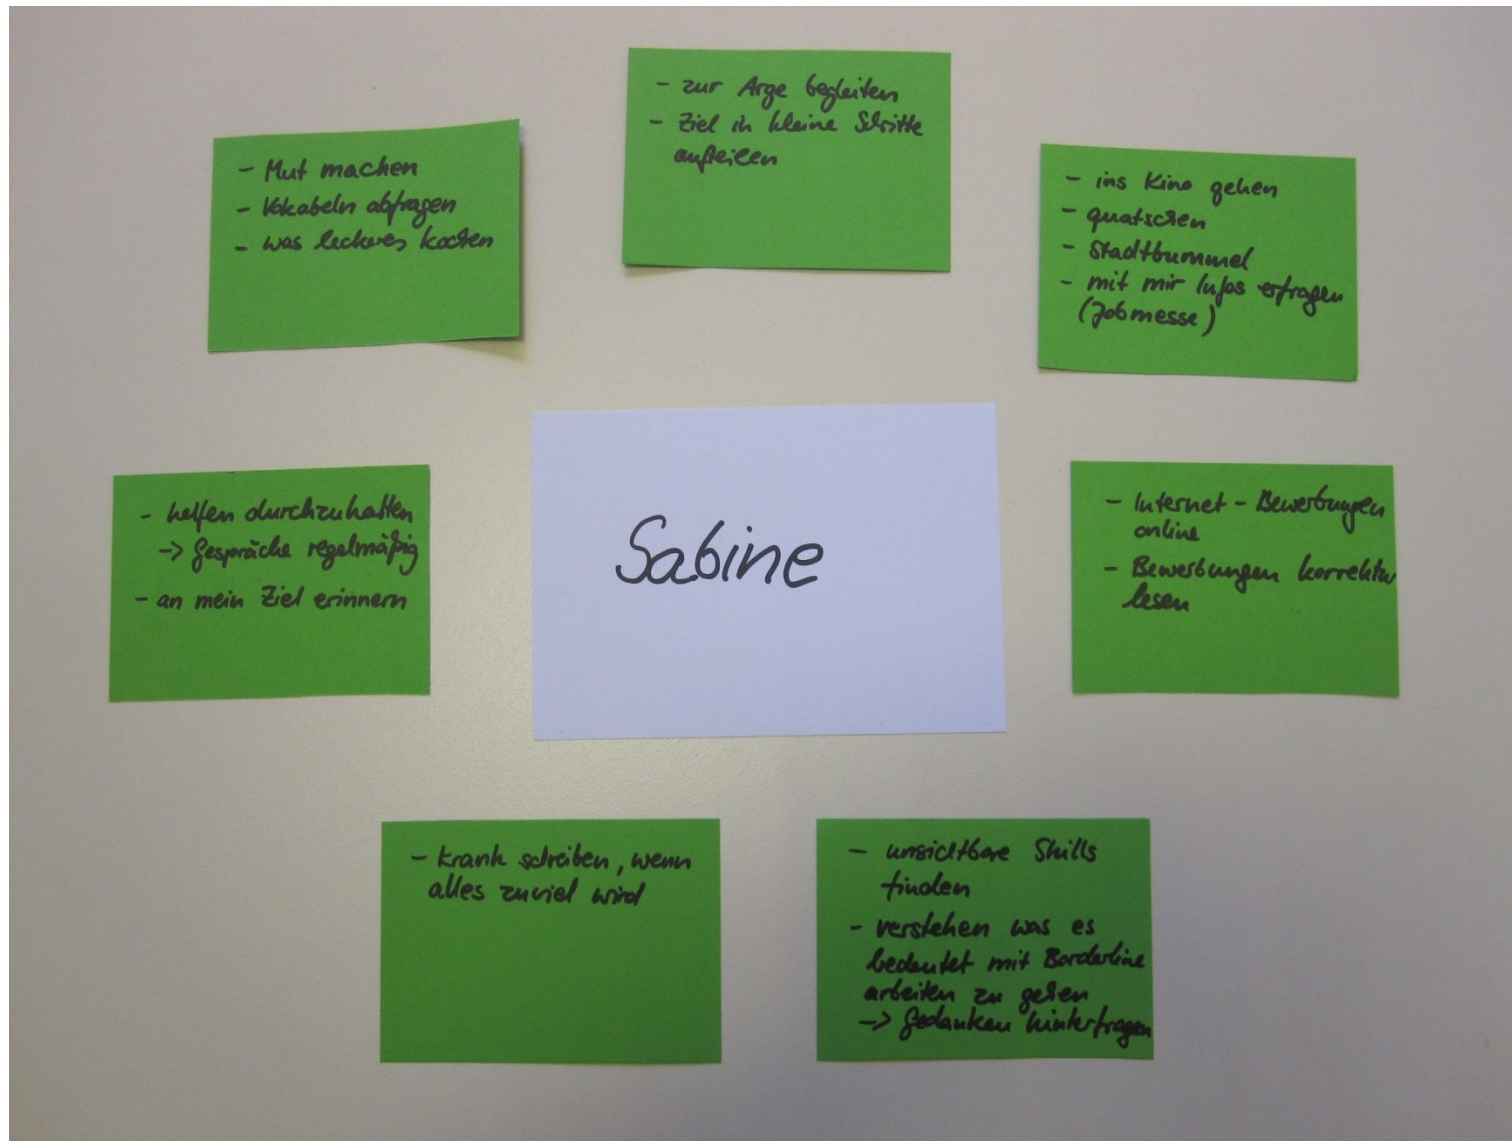 - Mut machen
- Vokabeln abfragen
- was leckeres kochen
- zur Arge begleiten
- Ziel in kleine Schritte
aufteilen
- ins Kino gehen
- quatschen
- Stadtbummel
- mit mir Infos erfragen
(Jobmesse)
- helfen durchzuhalten
-> Gespräche regelmäßig
- an mein Ziel erinnern
Sabine
- Internet - Bewerbungen
online
- Bewerbungen korrektur
lesen
- krank schreiben, wenn
alles zuviel wird
- unsichtbare Skills
finden
- verstehen was es
bedeutet mit Borderline
arbeiten zu gehen
-> Gedanken hinterfragen